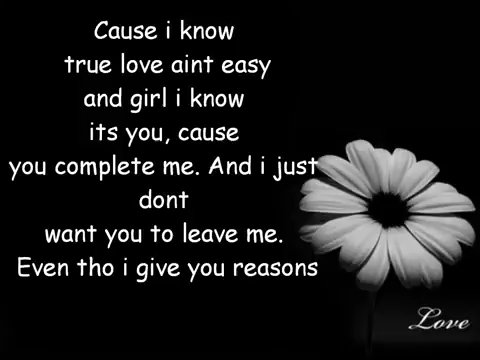 Cause i know
true love aint easy
and girl i know
its you, cause
you complete me. And i just
dont
want you to leave me.
Even tho i give you reasons
Love